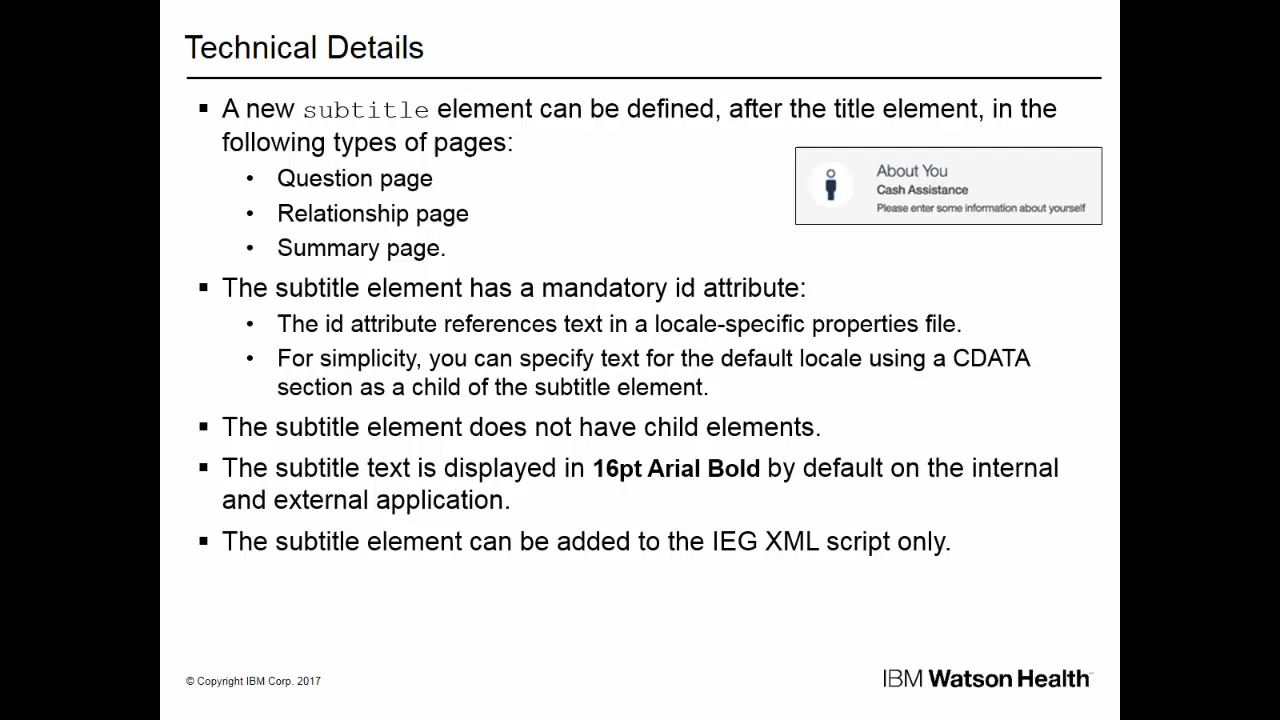 Technical Details
▪ A new subtitle element can be defined, after the title element, in the
following types of pages:
• Question page
• Relationship page
• Summary page.
About You
Cash Assistance
Please enter some information about yourself
▪ The subtitle element has a mandatory id attribute:
• The id attribute references text in a locale-specific properties file.
• For simplicity, you can specify text for the default locale using a CDATA
section as a child of the subtitle element.
▪ The subtitle element does not have child elements.
▪ The subtitle text is displayed in 16pt Arial Bold by default on the internal
and external application.
▪ The subtitle element can be added to the IEG XML script only.
© Copyright IBM Corp. 2017
IBM Watson Health